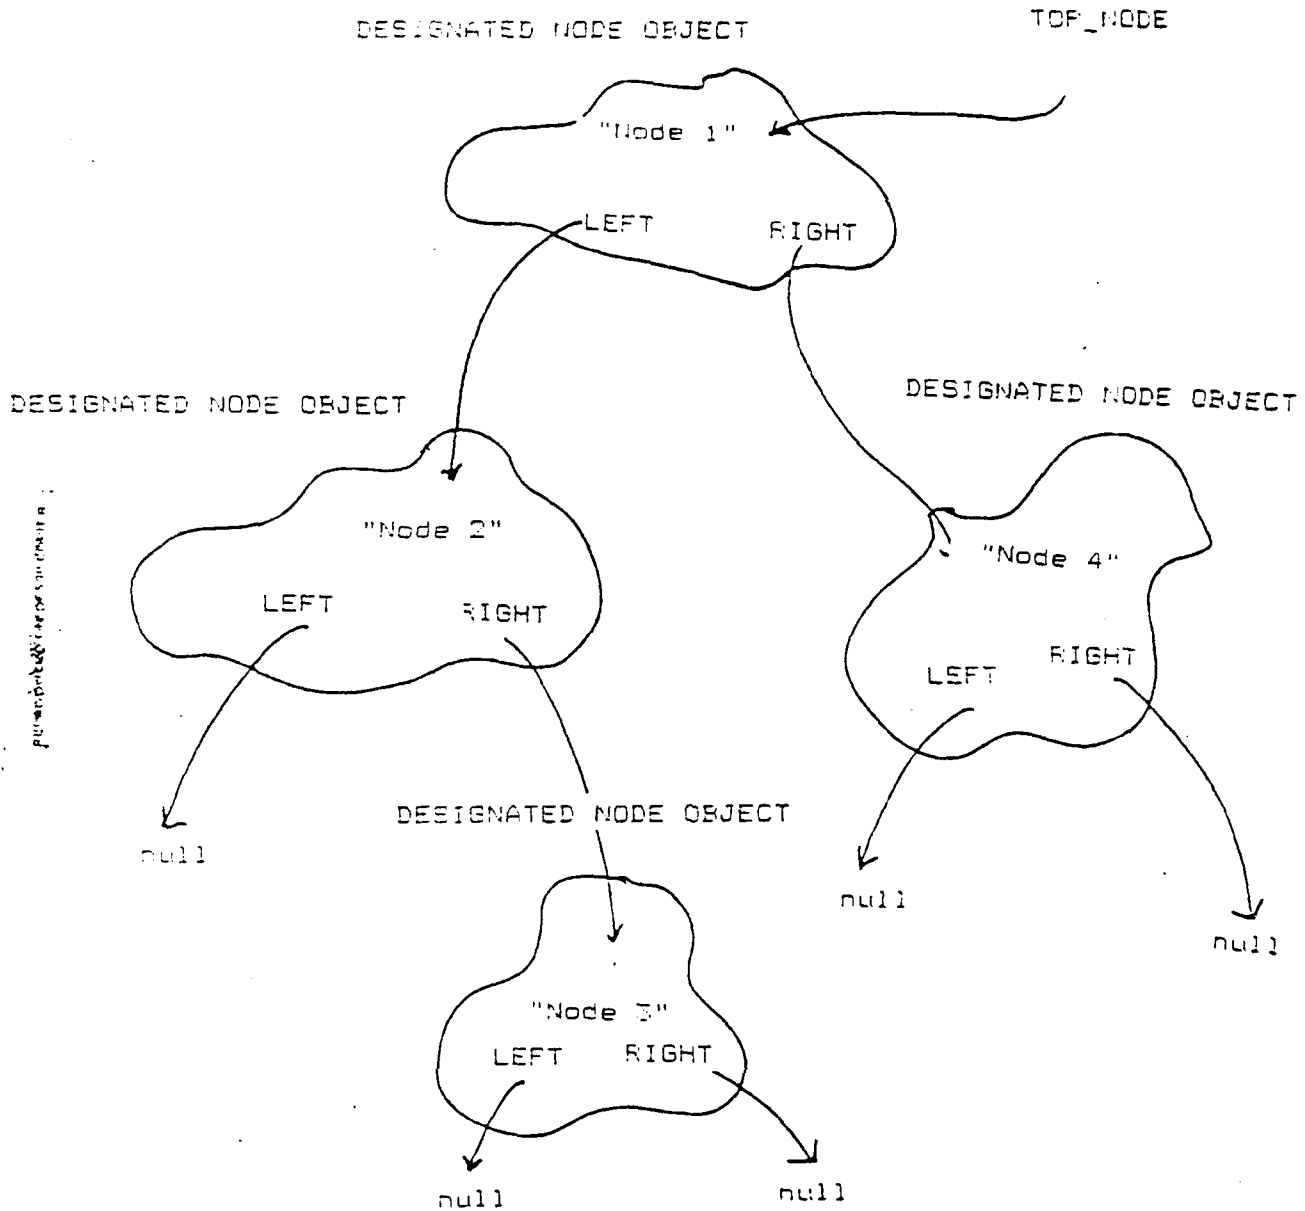 DESIGNATED NODE OBJECT
TOP_NODE
"Node 1"
LEFT
RIGHT
DESIGNATED NODE OBJECT
DESIGNATED NODE OBJECT
"Node 2"
"Node 4"
LEFT
RIGHT
LEFT
RIGHT
DESIGNATED NODE OBJECT
null
null
null
"Node 3"
LEFT
RIGHT
null
null